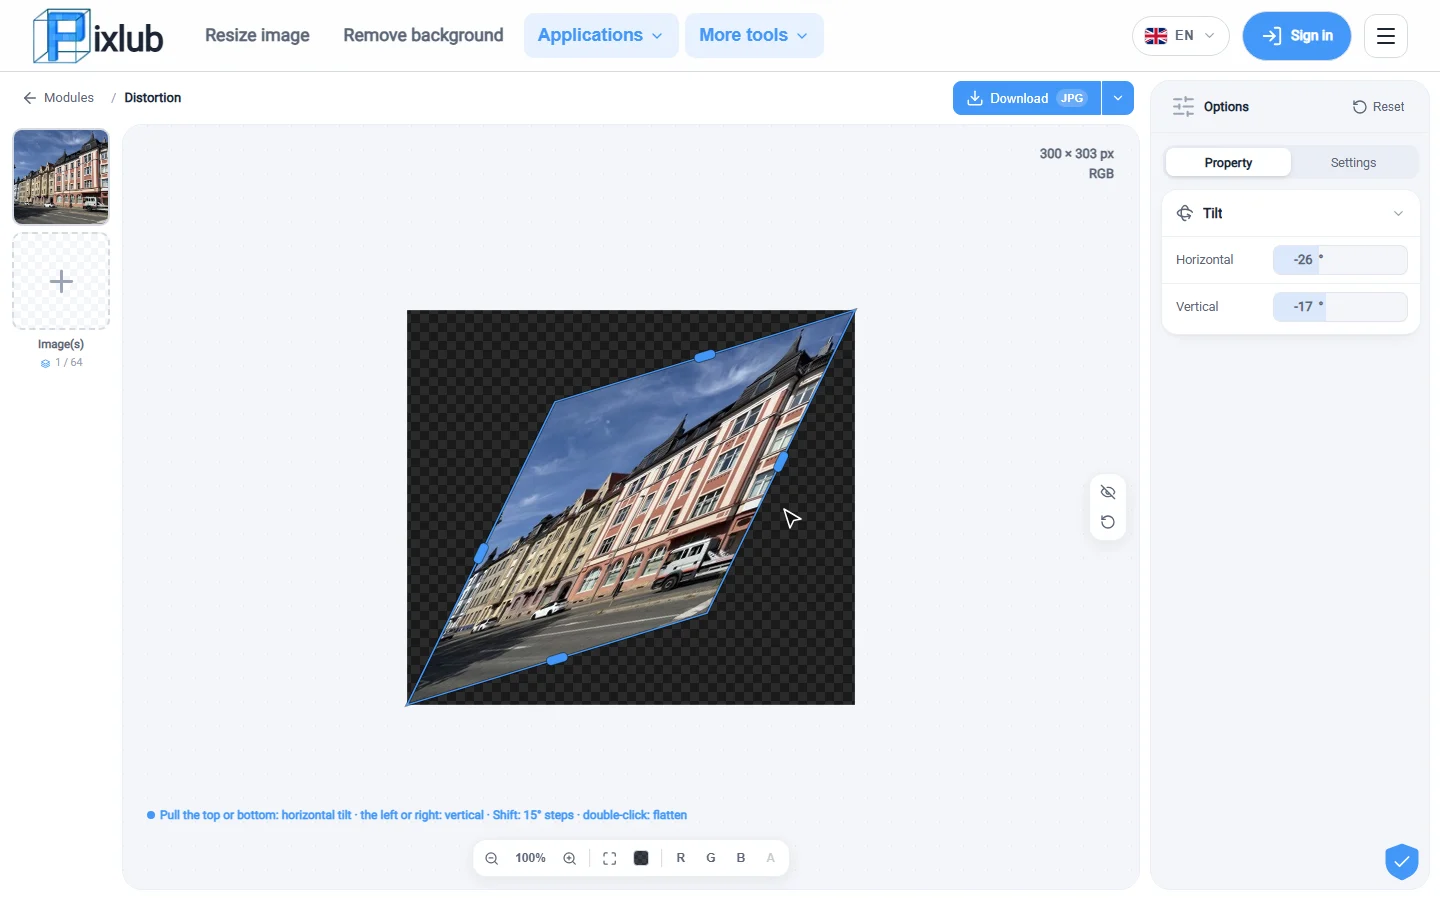 Pixlub
Resize image
Remove background
Applications
More tools
EN
Sign in
Modules / Distortion
Download JPG
300 × 303 px
RGB
Image(s)
1 / 64
Options
Reset
Property
Settings
Tilt
Horizontal -26 °
Vertical -17 °
Pull the top or bottom: horizontal tilt · the left or right: vertical · Shift: 15° steps · double-click: flatten
100%
R G B A